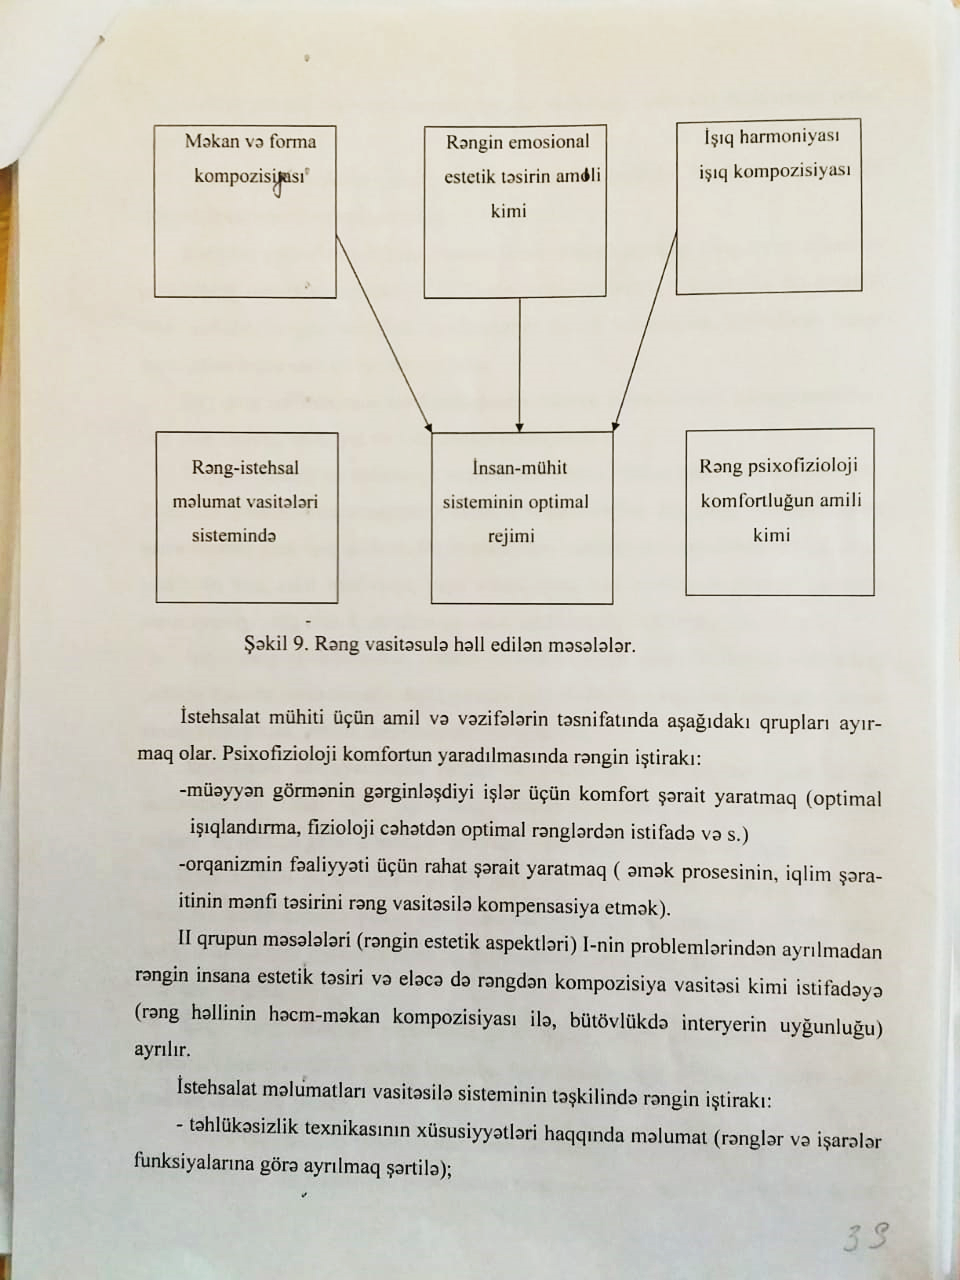 Məkan və forma
kompozisiyası
Rəngin emosional
estetik təsirin amili
kimi
İşıq harmoniyası
işıq kompozisiyası
Rəng-istehsal
məlumat vasitələri
sistemində
İnsan-mühit
sisteminin optimal
rejimi
Rəng psixofizioloji
komfortluğun amili
kimi
Şəkil 9. Rəng vasitəsulə həll edilən məsələlər.
İstehsalat mühiti üçün amil və vəzifələrin təsnifatında aşağıdakı qrupları ayır-
maq olar. Psixofizioloji komfortun yaradılmasında rəngin iştirakı:
-müəyyən görmənin gərginləşdiyi işlər üçün komfort şərait yaratmaq (optimal
işıqlandırma, fizioloji cəhətdən optimal rənglərdən istifadə və s.)
-orqanizmin fəaliyyəti üçün rahat şərait yaratmaq ( əmək prosesinin, iqlim şəra-
itinin mənfi təsirini rəng vasitəsilə kompensasiya etmək).
II qrupun məsələləri (rəngin estetik aspektləri) I-nin problemlərindən ayrılmadan
rəngin insana estetik təsiri və eləcə də rəngdən kompozisiya vasitəsi kimi istifadəyə
(rəng həllinin həcm-məkan kompozisiyası ilə, bütövlükdə interyerin uyğunluğu)
ayrılır.
İstehsalat məlumatları vasitəsilə sisteminin təşkilində rəngin iştirakı:
- təhlükəsizlik texnikasının xüsusiyyətləri haqqında məlumat (rənglər və işarələr
funksiyalarına görə ayrılmaq şərtilə);
39